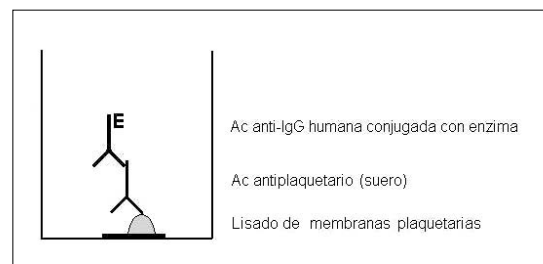 E
Ac anti-IgG humana conjugada con enzima
Ac antiplaquetario (suero)
Lisado de membranas plaquetarias